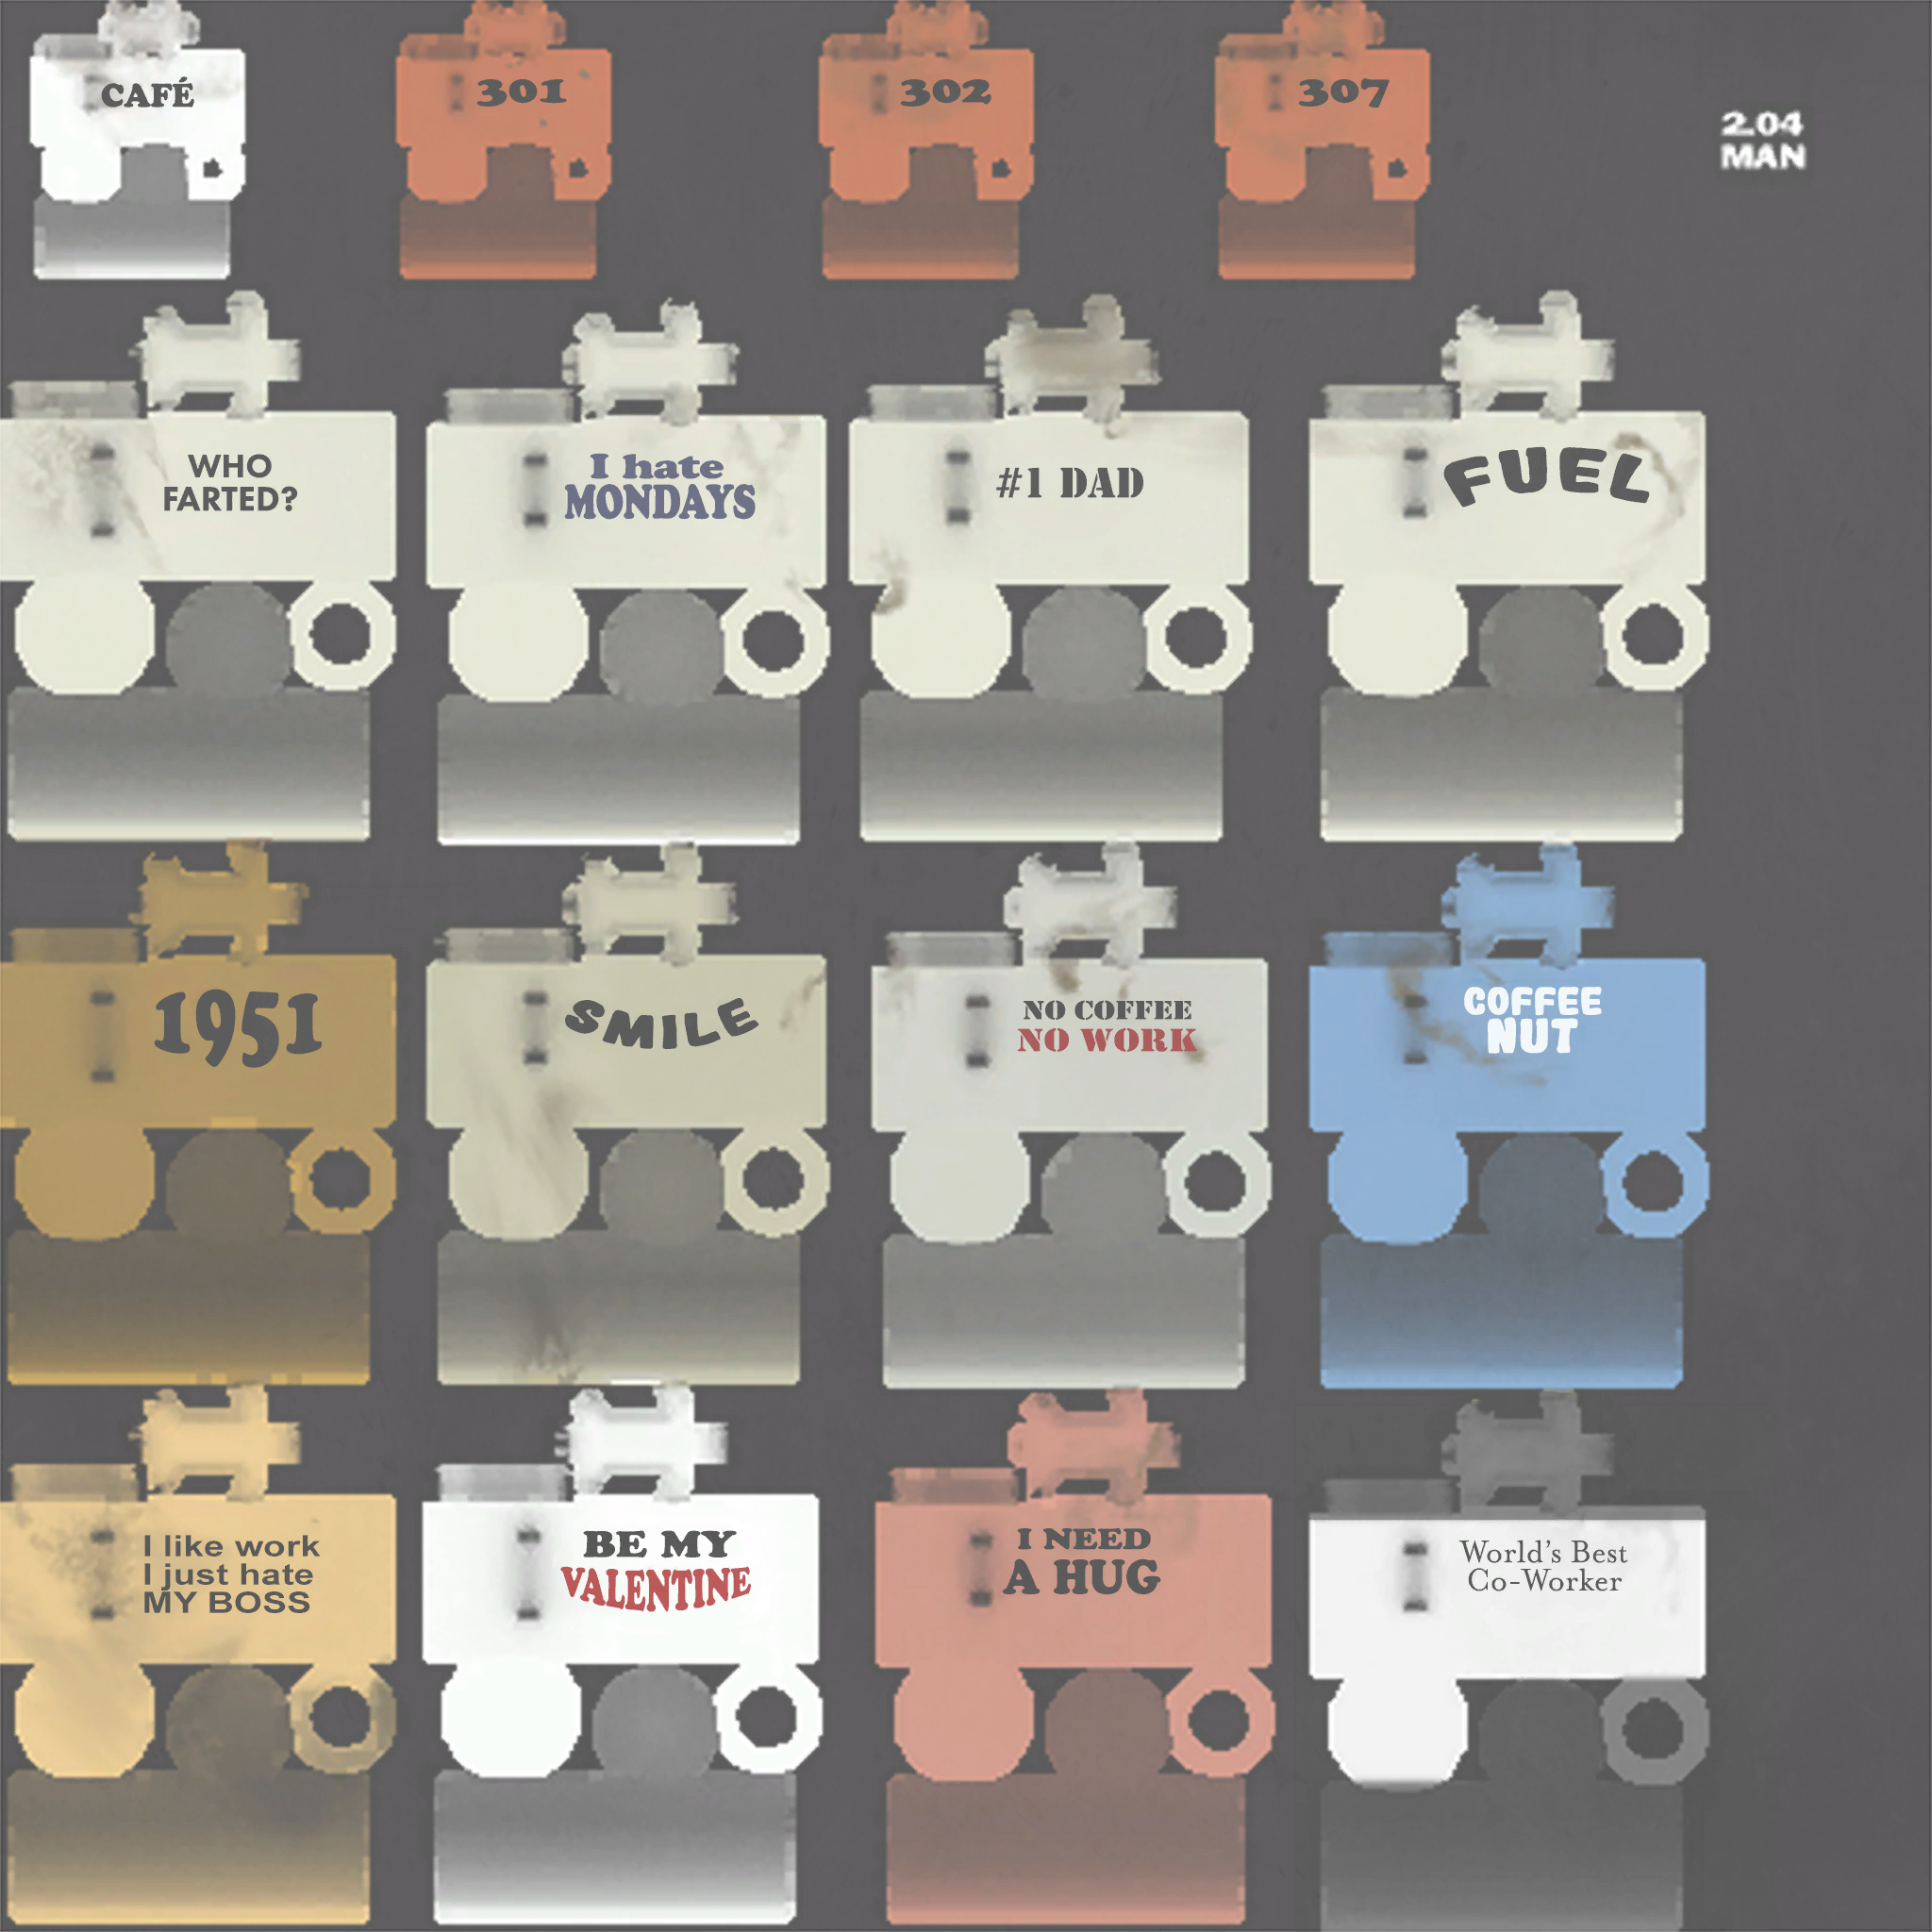 CAFÉ
301
302
307
2.04
MAN
WHO
FARTED?
I hate
MONDAYS
#1 DAD
FUEL
1951
SMILE
NO COFFEE
NO WORK
COFFEE
NUT
I like work
I just hate
MY BOSS
BE MY
VALENTINE
I NEED
A HUG
World's Best
Co-Worker